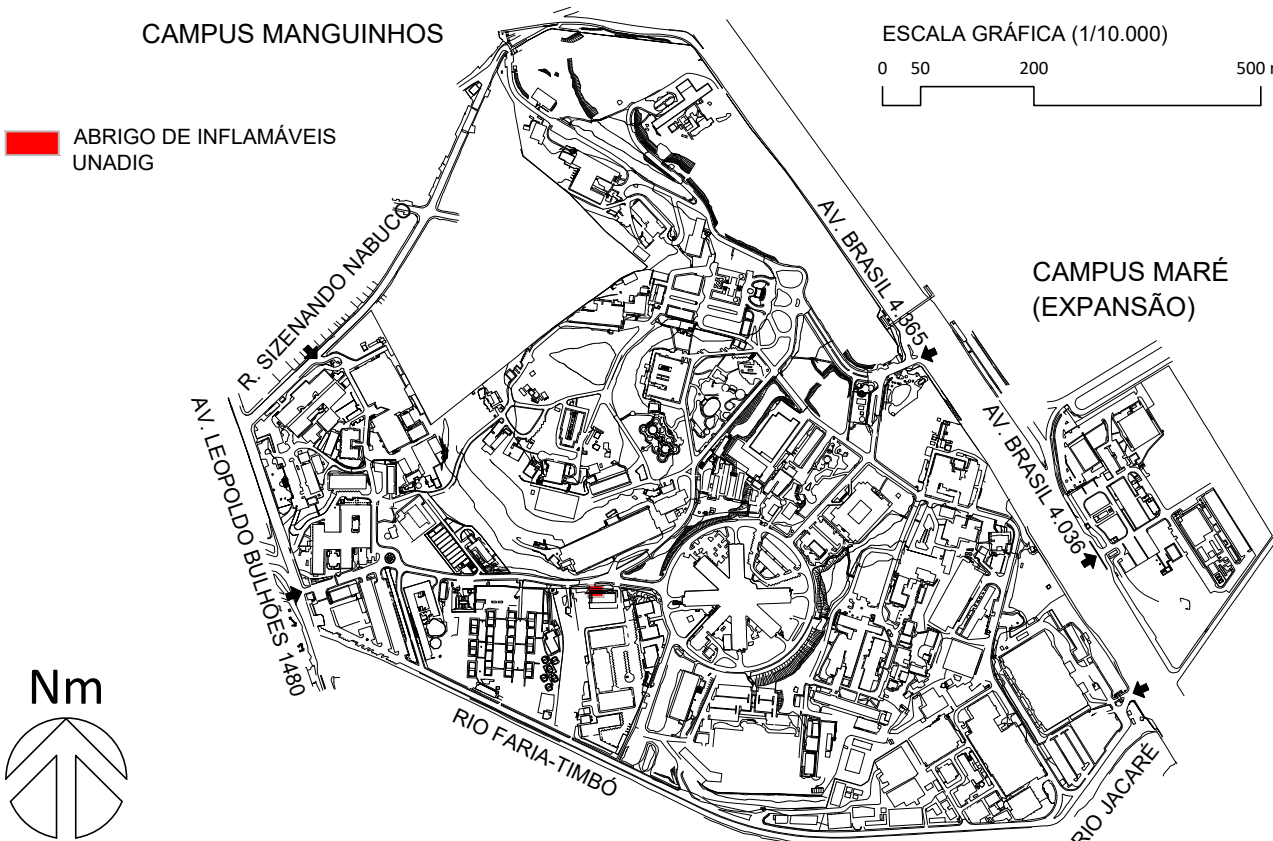 CAMPUS MANGUINHOS
ESCALA GRÁFICA (1/10.000)
0 50 200 500 m
ABRIGO DE INFLAMÁVEIS
UNADIG
R. SIZENANDO NABUCO
AV. BRASIL 4.365
CAMPUS MARÉ
(EXPANSÃO)
AV. LEOPOLDO BULHÕES 1480
AV. BRASIL 4.036
Nm
RIO FARIA-TIMBÓ
RIO JACARÉ